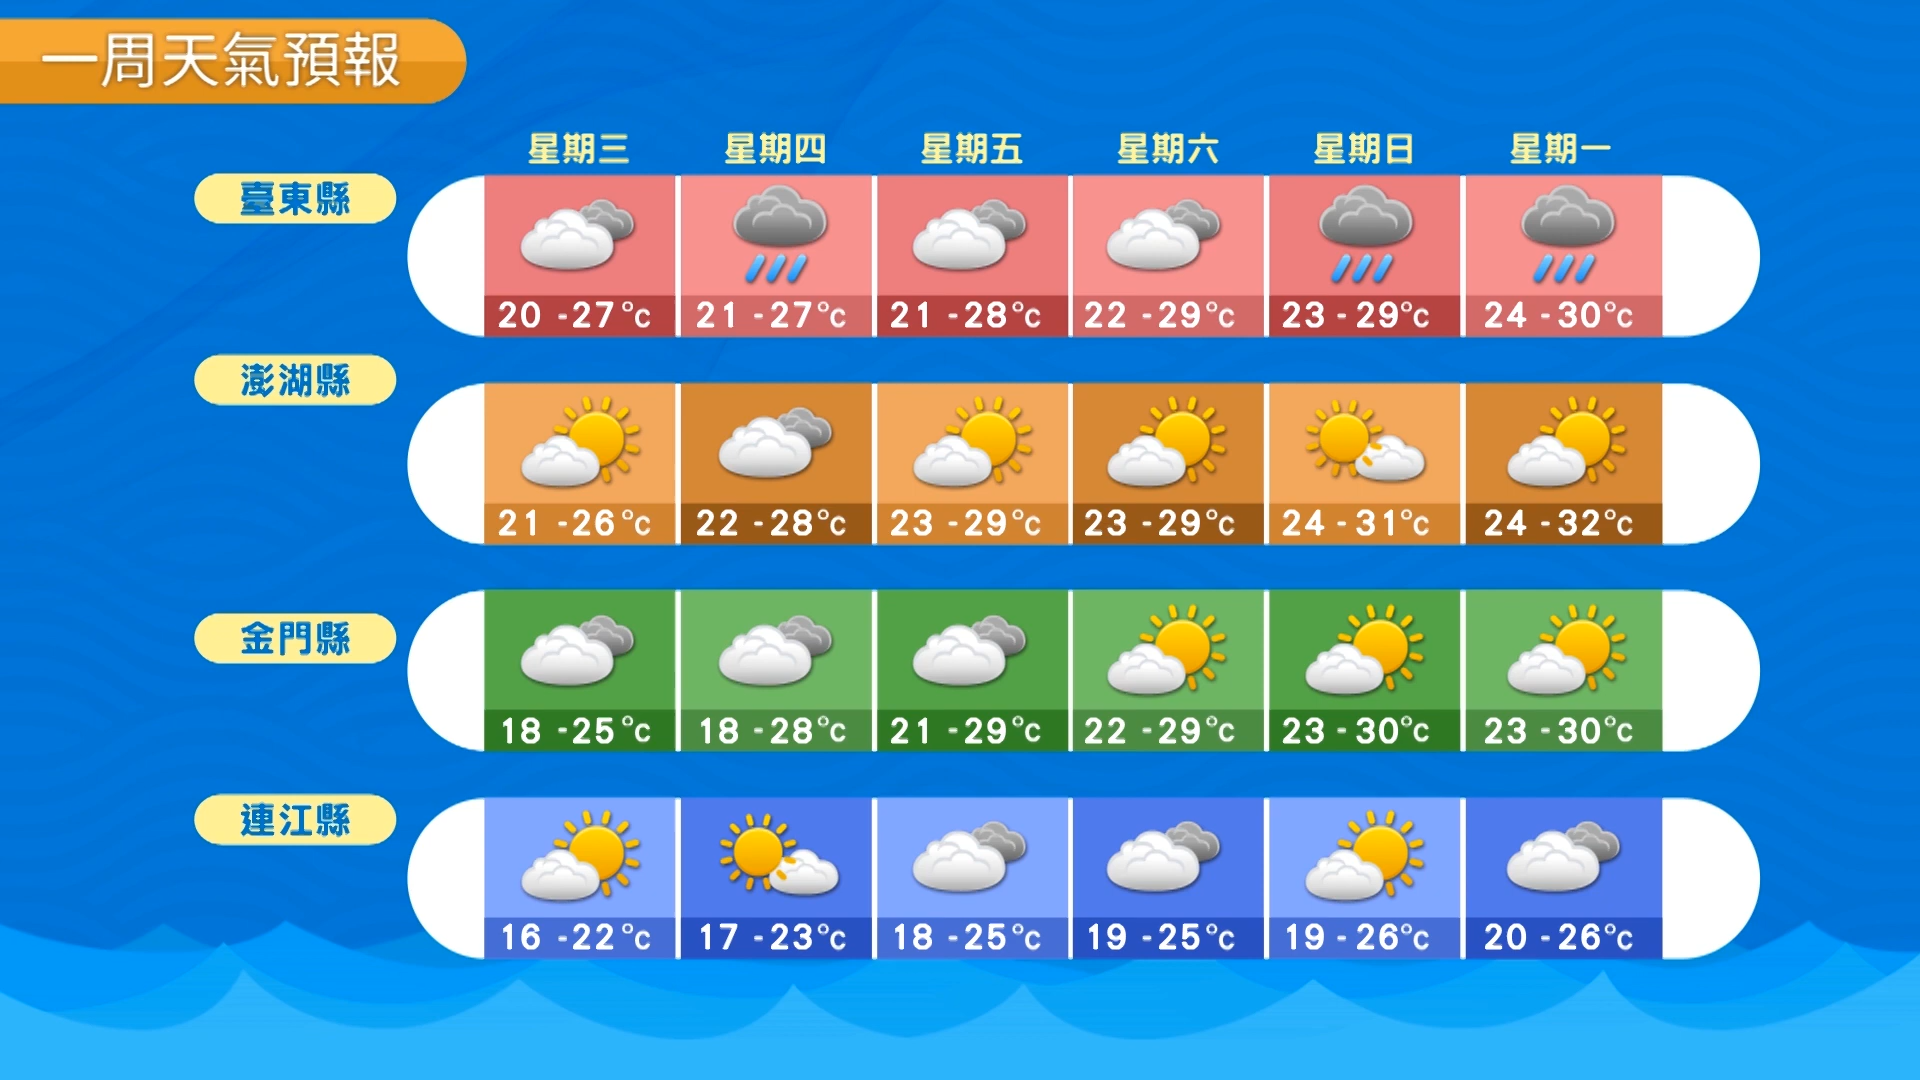 一周天氣預報
星期三 星期四 星期五 星期六 星期日 星期一
臺東縣
20 -27°C 21 -27°C 21 -28°C 22 -29°C 23 - 29°C 24 -30°C
澎湖縣
21 -26°C 22 -28°C 23 -29°C 23 -29°C 24 - 31°C 24 -32°C
金門縣
18 -25°C 18 -28°C 21 -29°C 22 -29°C 23 - 30°C 23 -30°C
連江縣
16 -22°C 17 -23°C 18 -25°C 19 -25°C 19 -26°C 20 -26°C